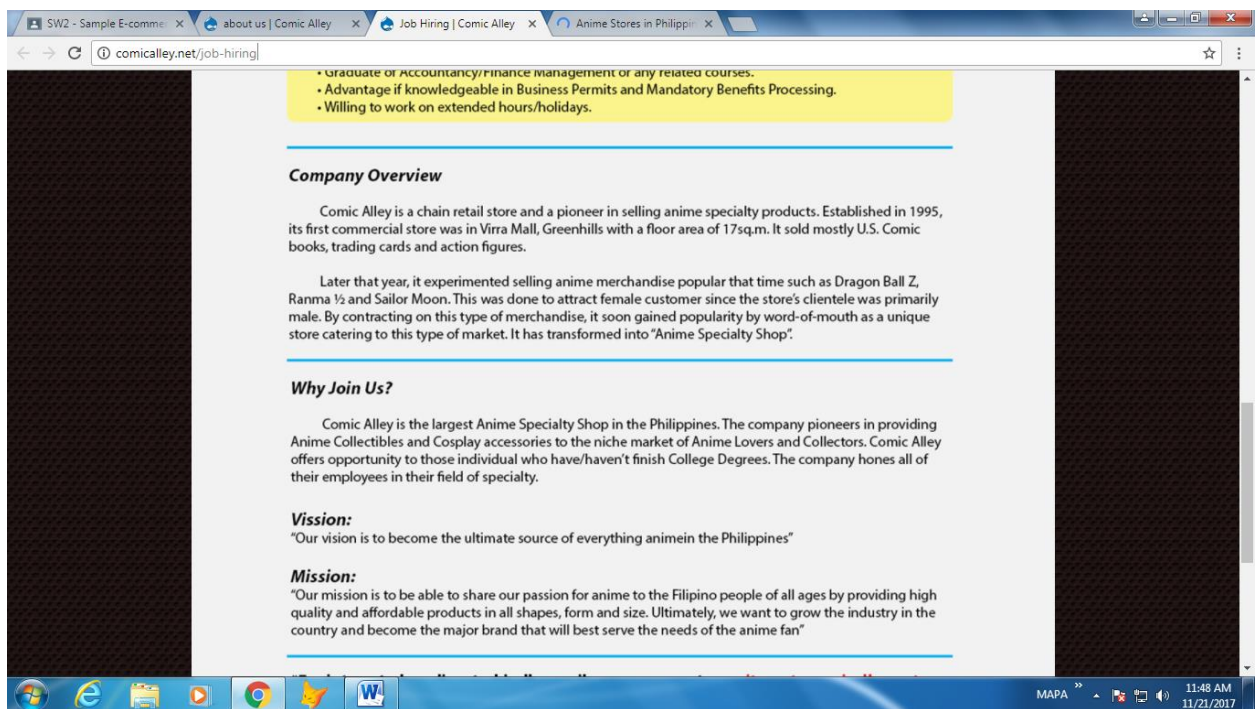 SW2 - Sample E-comme
about us | Comic Alley
Job Hiring | Comic Alley
Anime Stores in Philippin
comicalley.net/job-hiring
• Graduate of Accountancy/Finance Management or any related courses.
• Advantage if knowledgeable in Business Permits and Mandatory Benefits Processing.
• Willing to work on extended hours/holidays.
Company Overview
Comic Alley is a chain retail store and a pioneer in selling anime specialty products. Established in 1995,
its first commercial store was in Virra Mall, Greenhills with a floor area of 17sq.m. It sold mostly U.S. Comic
books, trading cards and action figures.
Later that year, it experimented selling anime merchandise popular that time such as Dragon Ball Z,
Ranma ½ and Sailor Moon. This was done to attract female customer since the store's clientele was primarily
male. By contracting on this type of merchandise, it soon gained popularity by word-of-mouth as a unique
store catering to this type of market. It has transformed into "Anime Specialty Shop".
Why Join Us?
Comic Alley is the largest Anime Specialty Shop in the Philippines. The company pioneers in providing
Anime Collectibles and Cosplay accessories to the niche market of Anime Lovers and Collectors. Comic Alley
offers opportunity to those individual who have/haven't finish College Degrees. The company hones all of
their employees in their field of specialty.
Vission:
"Our vision is to become the ultimate source of everything animein the Philippines"
Mission:
"Our mission is to be able to share our passion for anime to the Filipino people of all ages by providing high
quality and affordable products in all shapes, form and size. Ultimately, we want to grow the industry in the
country and become the major brand that will best serve the needs of the anime fan"
MAPA
11:48 AM
11/21/2017